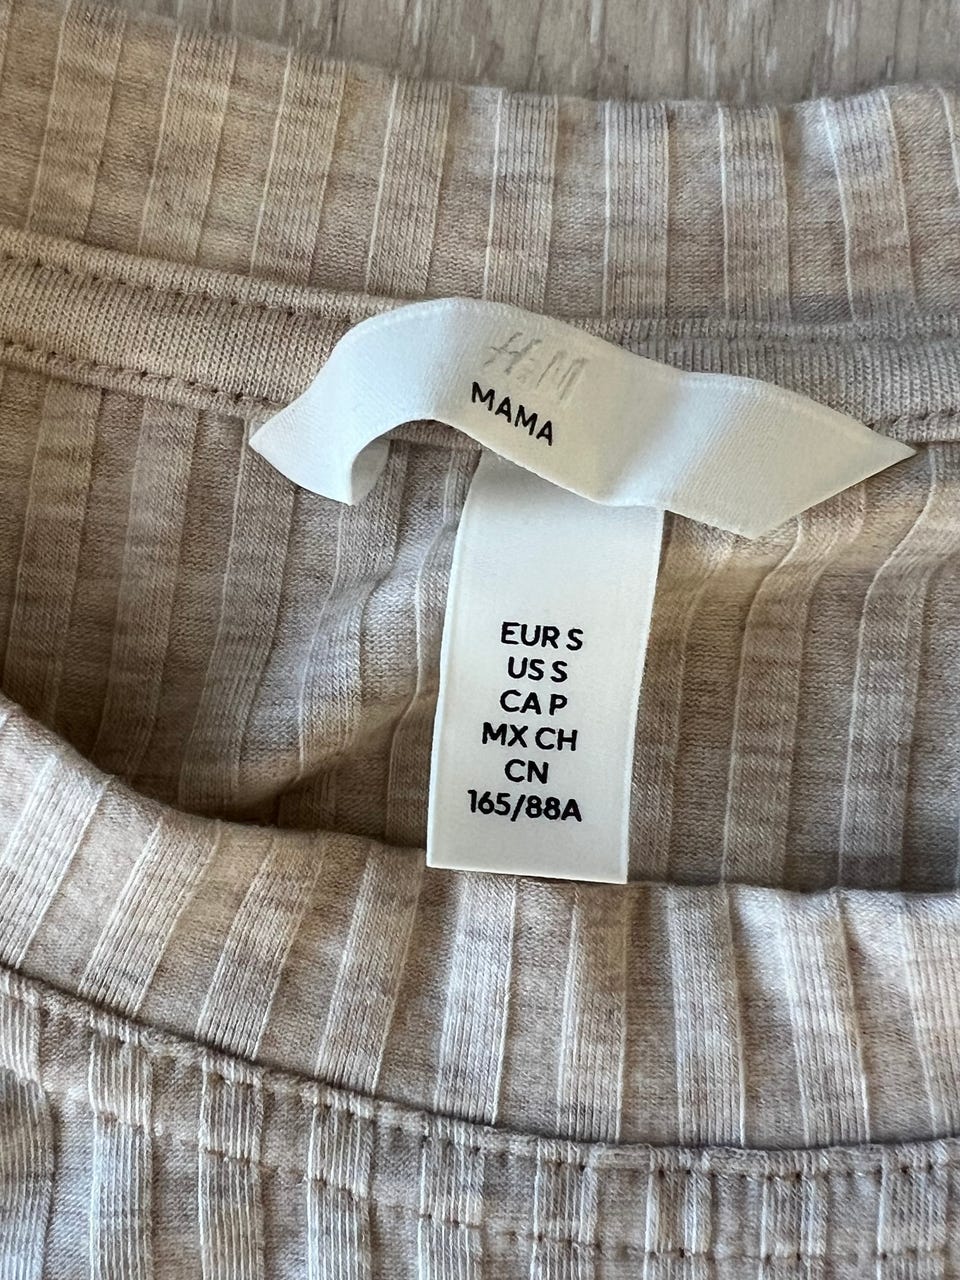 H&M
MAMA
EUR S
US S
CA P
MX CH
CN
165/88A